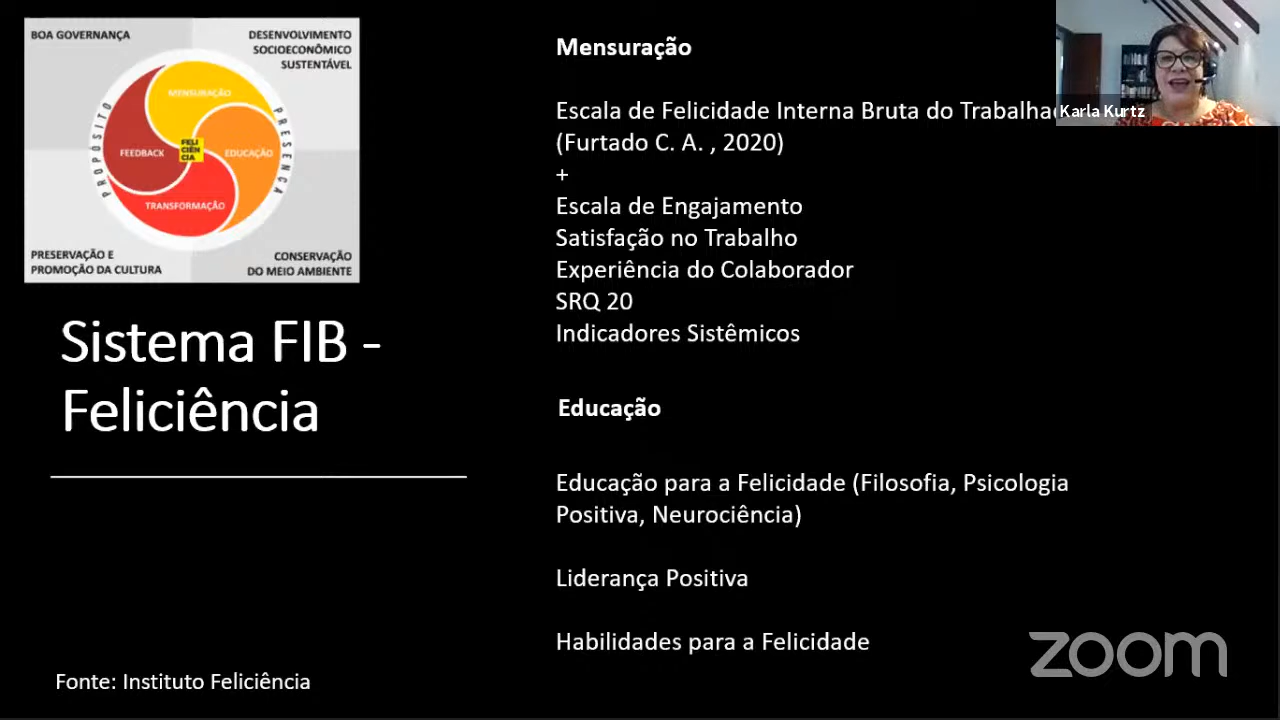 BOA GOVERNANÇA
DESENVOLVIMENTO
SOCIOECONÔMICO
SUSTENTÁVEL
PROPÓSITO
PRESENÇA
MENSURAÇÃO
FEEDBACK
FELI
CIÊN
CIA
EDUCAÇÃO
TRANSFORMAÇÃO
PRESERVAÇÃO E
PROMOÇÃO DA CULTURA
CONSERVAÇÃO
DO MEIO AMBIENTE
Sistema FIB -
Feliciência
Fonte: Instituto Feliciência
Mensuração
Escala de Felicidade Interna Bruta do
(Furtado C. A. , 2020)
+
Escala de Engajamento
Satisfação no Trabalho
Experiência do Colaborador
SRQ 20
Indicadores Sistêmicos
Educação
Educação para a Felicidade (Filosofia, Psicologia
Positiva, Neurociência)
Liderança Positiva
Habilidades para a Felicidade
Karla Kurtz
zoom